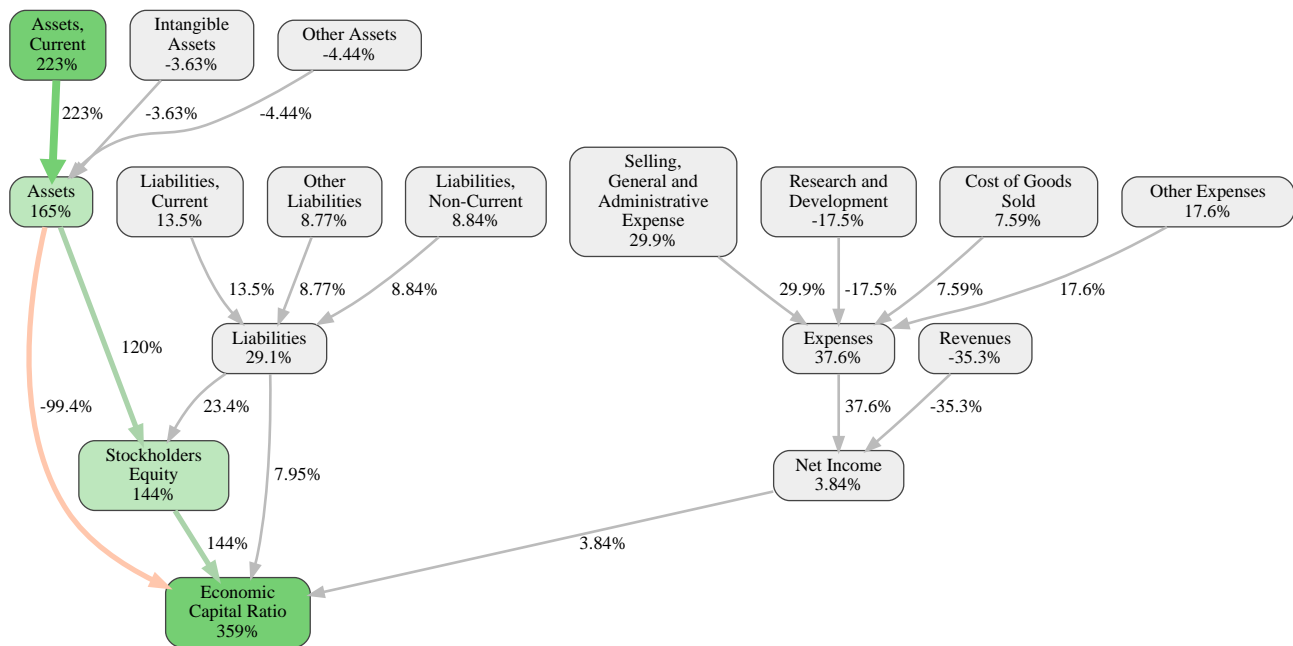 Assets,
Current
223%
Intangible
Assets
-3.63%
Other Assets
-4.44%
223%
-3.63%
-4.44%
Assets
165%
Liabilities,
Current
13.5%
Other
Liabilities
8.77%
Liabilities,
Non-Current
8.84%
Selling,
General and
Administrative
Expense
29.9%
Research and
Development
-17.5%
Cost of Goods
Sold
7.59%
Other Expenses
17.6%
13.5%
8.77%
8.84%
29.9%
-17.5%
7.59%
17.6%
120%
Liabilities
29.1%
Expenses
37.6%
Revenues
-35.3%
-99.4%
23.4%
37.6%
-35.3%
Stockholders
Equity
144%
7.95%
Net Income
3.84%
144%
3.84%
Economic
Capital Ratio
359%